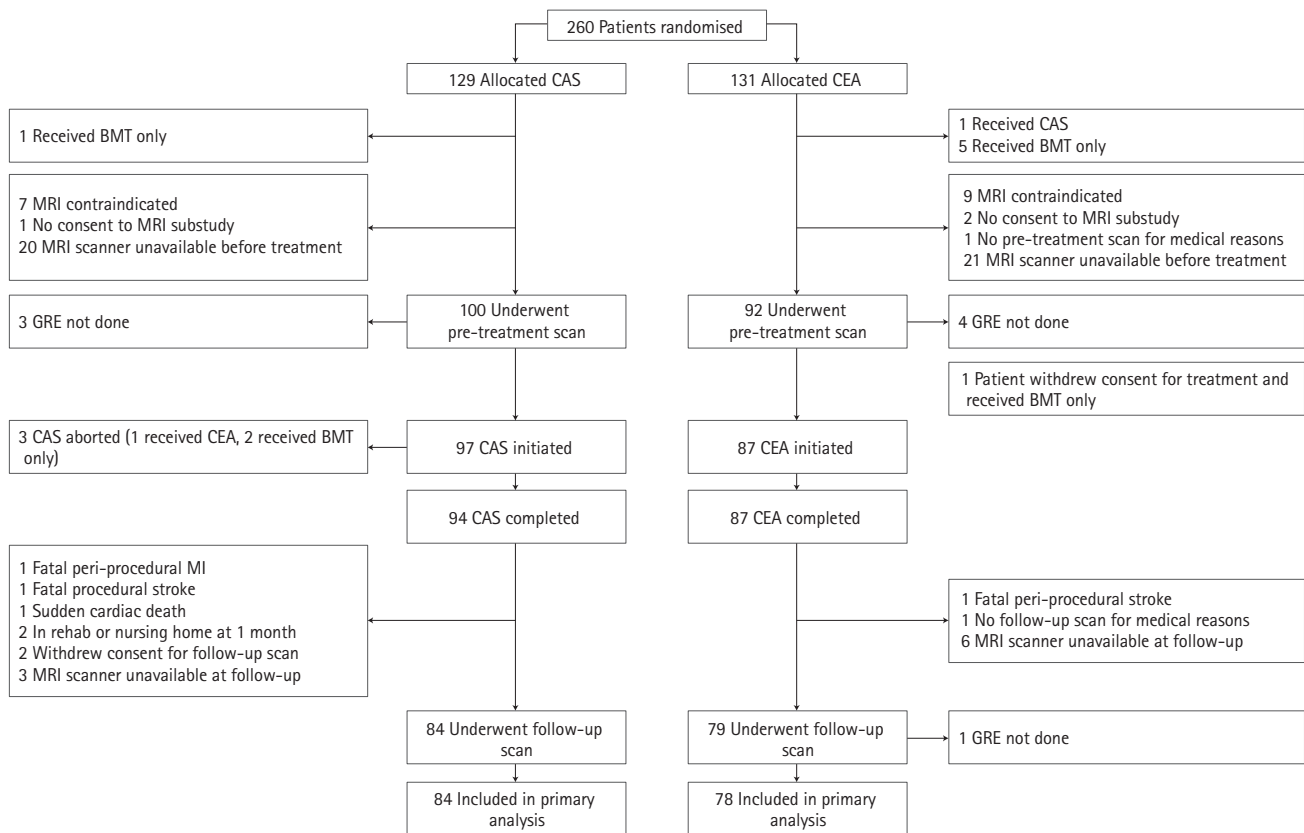 260 Patients randomised
129 Allocated CAS
131 Allocated CEA
1 Received BMT only
1 Received CAS
5 Received BMT only
7 MRI contraindicated
1 No consent to MRI substudy
20 MRI scanner unavailable before treatment
9 MRI contraindicated
2 No consent to MRI substudy
1 No pre-treatment scan for medical reasons
21 MRI scanner unavailable before treatment
3 GRE not done
100 Underwent
pre-treatment scan
92 Underwent
pre-treatment scan
4 GRE not done
1 Patient withdrew consent for treatment and
received BMT only
3 CAS aborted (1 received CEA, 2 received BMT
only)
97 CAS initiated
87 CEA initiated
94 CAS completed
87 CEA completed
1 Fatal peri-procedural MI
1 Fatal procedural stroke
1 Sudden cardiac death
2 In rehab or nursing home at 1 month
2 Withdrew consent for follow-up scan
3 MRI scanner unavailable at follow-up
1 Fatal peri-procedural stroke
1 No follow-up scan for medical reasons
6 MRI scanner unavailable at follow-up
84 Underwent follow-up
scan
79 Underwent follow-up
scan
1 GRE not done
84 Included in primary
analysis
78 Included in primary
analysis